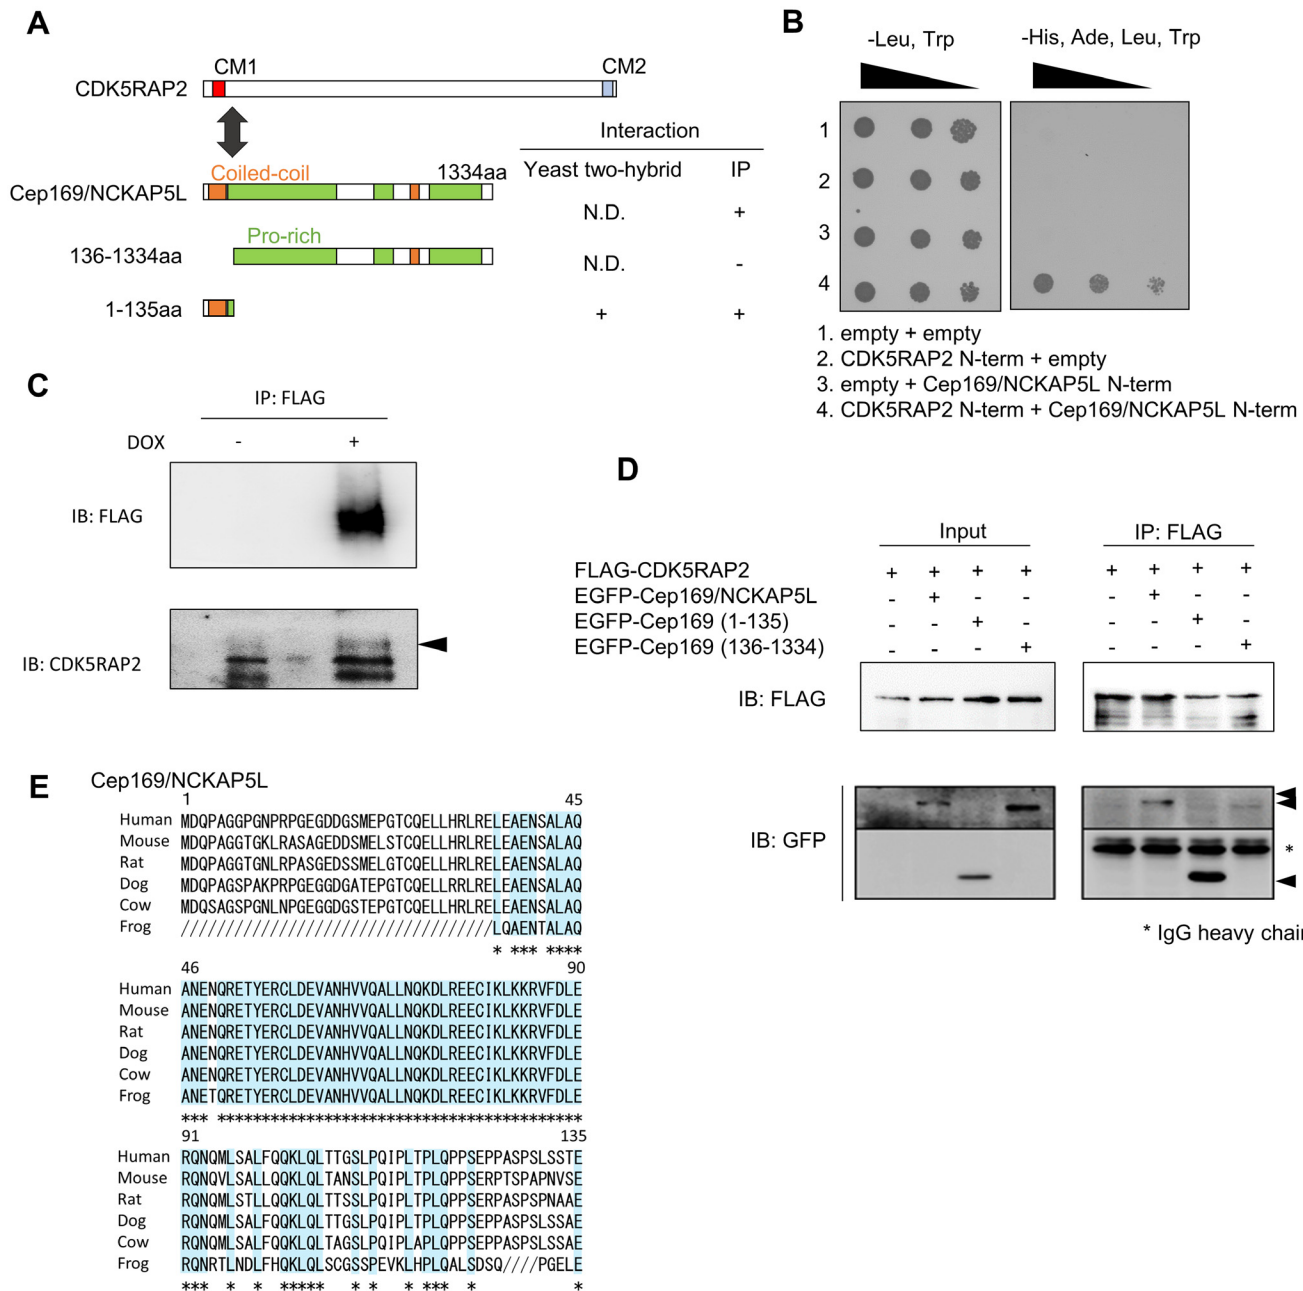 A
CM1 CM2
CDK5RAP2
Interaction
Coiled-coil 1334aa Yeast two-hybrid IP
Cep169/NCKAP5L
N.D. +
Pro-rich
136-1334aa N.D. -
1-135aa + +
B
-Leu, Trp -His, Ade, Leu, Trp
1
2
3
4
1. empty + empty
2. CDK5RAP2 N-term + empty
3. empty + Cep169/NCKAP5L N-term
4. CDK5RAP2 N-term + Cep169/NCKAP5L N-term
C
IP: FLAG
DOX - +
IB: FLAG
IB: CDK5RAP2
D
Input IP: FLAG
FLAG-CDK5RAP2 + + + + + + + +
EGFP-Cep169/NCKAP5L - + - - - + - -
EGFP-Cep169 (1-135) - - + - - - + -
EGFP-Cep169 (136-1334) - - - + - - - +
IB: FLAG
IB: GFP
*
* IgG heavy chain
E
Cep169/NCKAP5L
1 45
Human MDQPAGGPGNPRPGEGDDGSMEPGTCQELLHRLRELEAENSALAQ
Mouse MDQPAGGTGKLRASAGEDDSMELSTCQELLHRLRELEAENSALAQ
Rat MDQPAGGTGNLRPASGEDSSMELGTCQELLHRLRELEAENSALAQ
Dog MDQPAGSPAKPRPGEGGDGATEPGTCQELLRRLRELEAENSALAQ
Cow MDQSAGSPGNLNPGEGGDGSTEPGTCQELLHRLRELEAENSALAQ
Frog ///////////////////////////////////LQAENTALAQ
* *** ****
46 90
Human ANENQRETYERCLDEVANHVVQALLNQKDLREECIKLKKRVFDLE
Mouse ANENQRETYERCLDEVANHVVQALLNQKDLREECIKLKKRVFDLE
Rat ANENQRETYERCLDEVANHVVQALLNQKDLREECIKLKKRVFDLE
Dog ANENQRETYERCLDEVANHVVQALLNQKDLREECIKLKKRVFDLE
Cow ANENQRETYERCLDEVANHVVQALLNQKDLREECIKLKKRVFDLE
Frog ANETQRETYERCLDEVANHVVQALLNQKDLREECIKLKKRVFDLE
*** *****************************************
91 135
Human RQNQMLSALFQQKLQLTTGSLPQIPLTPLQPPSEPPASPSLSSTE
Mouse RQNQVLSALLQQKLQLTANSLPQIPLTPLQPPSERPTSPAPNVSE
Rat RQNQMLSTLLQQKLQLTTSSLPQIPLTPLQPPSERPASPSPNAAE
Dog RQNQMLSALFQQKLQLTTGSLPQIPLTPLQPPSEPPASPSLSSAE
Cow RQNQMLSALFQQKLQLTAGSLPQIPLAPLQPPSEPPASPSLSSAE
Frog RQNRTLNDLFHQKLQLSCGSSPEVKLHPLQALSDSQ////PGELE
*** * * ***** * * * *** * *